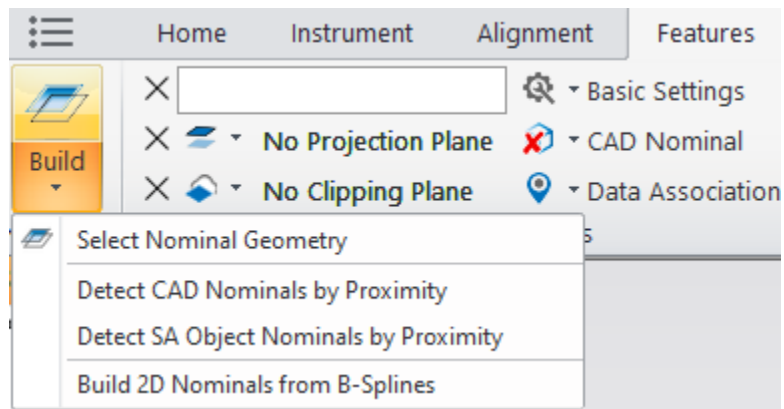 Home Instrument Alignment Features
Basic Settings
No Projection Plane CAD Nominal
Build
No Clipping Plane Data Association
Select Nominal Geometry
Detect CAD Nominals by Proximity
Detect SA Object Nominals by Proximity
Build 2D Nominals from B-Splines